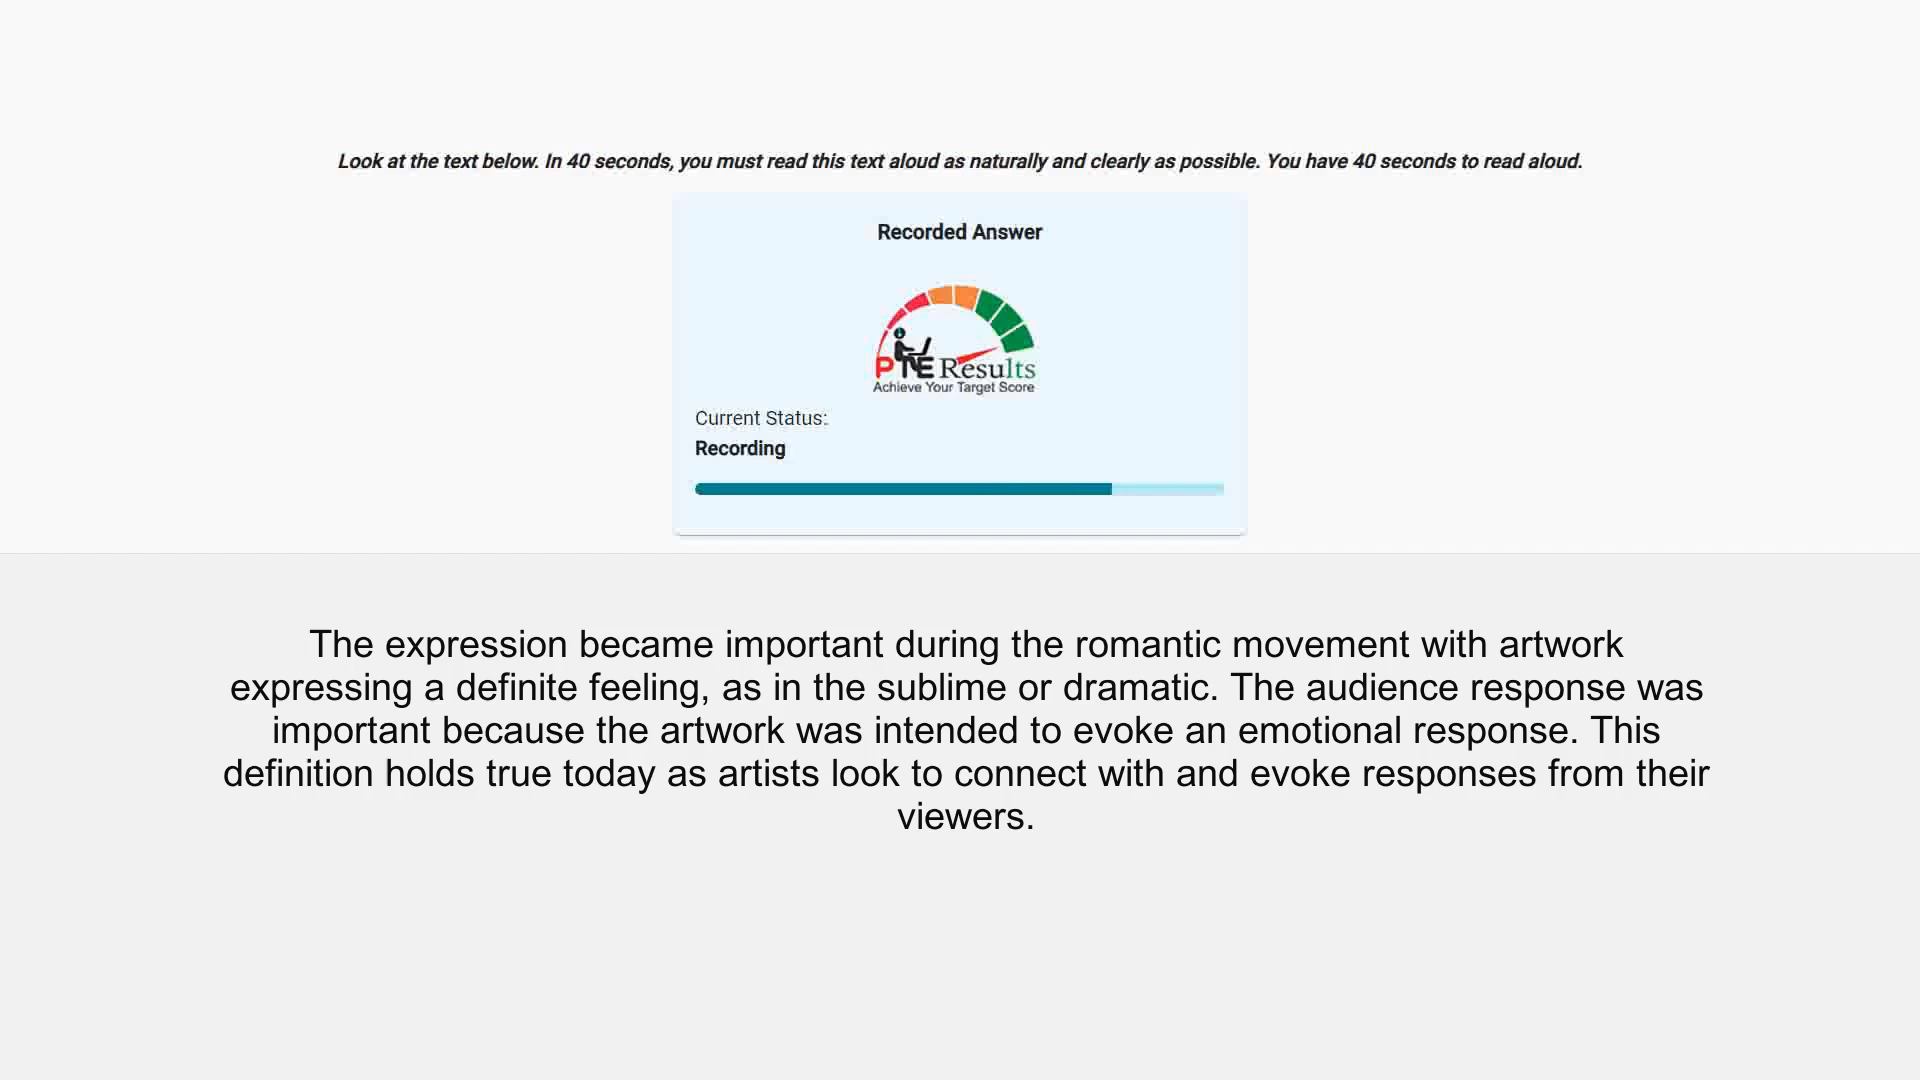 Look at the text below. In 40 seconds, you must read this text aloud as naturally and clearly as possible. You have 40 seconds to read aloud.
Recorded Answer
PTE Results
Achieve Your Target Score
Current Status:
Recording
The expression became important during the romantic movement with artwork
expressing a definite feeling, as in the sublime or dramatic. The audience response was
important because the artwork was intended to evoke an emotional response. This
definition holds true today as artists look to connect with and evoke responses from their
viewers.